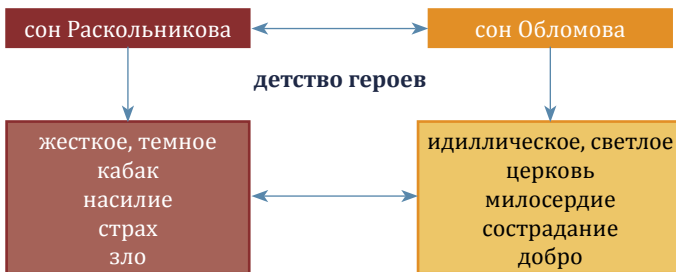 сон Раскольникова
сон Обломова
детство героев
жесткое, темное
кабак
насилие
страх
зло
идиллическое, светлое
церковь
милосердие
сострадание
добро